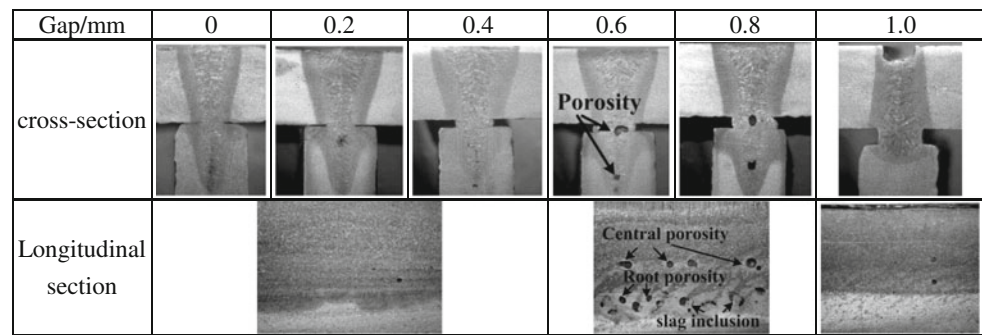 Gap/mm 0 0.2 0.4 0.6 0.8 1.0
cross-section
Porosity
Longitudinal
section
Central porosity
Root porosity
slag inclusion